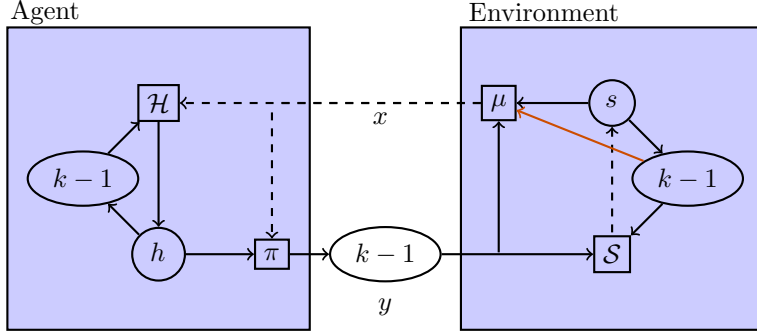 Agent
Environment
ℋ
μ
s
x
k − 1
k − 1
h
π
k − 1
𝒮
y